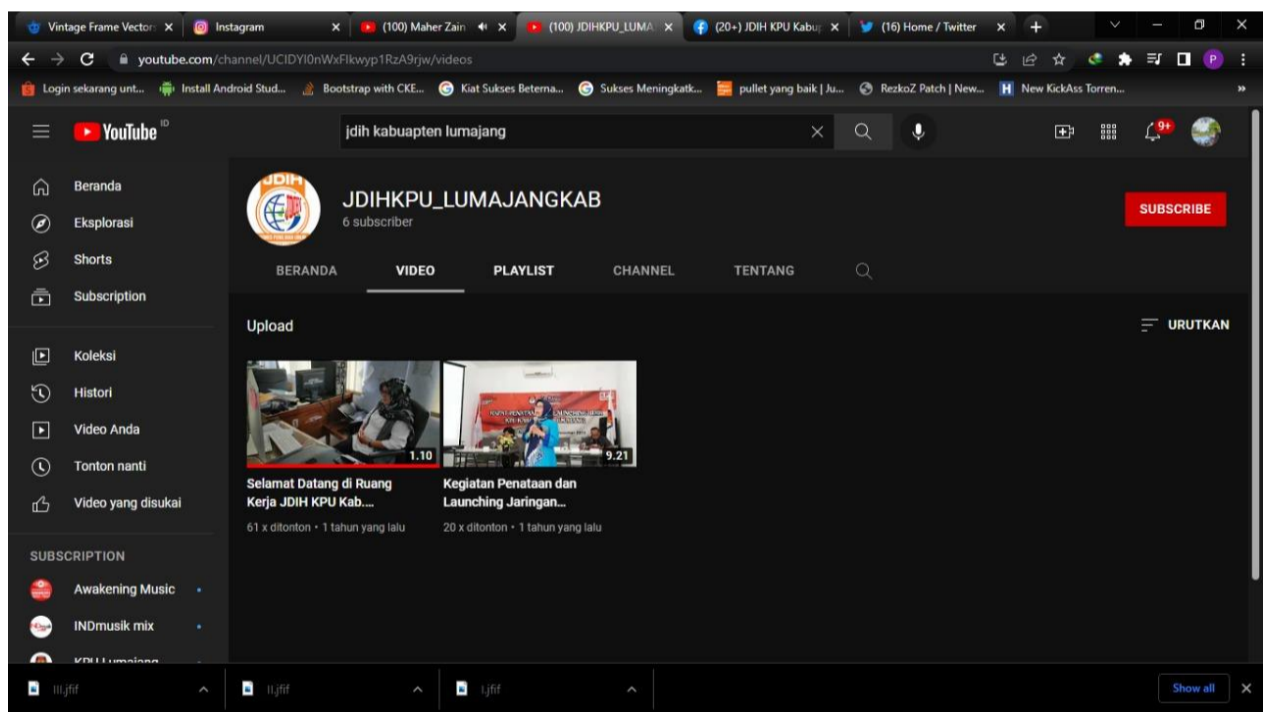 Vintage Frame Vector
Instagram
(100) Maher Zain
(100) JDIHKPU_LUMA
(20+) JDIH KPU Kabup
(16) Home / Twitter
youtube.com/channel/UCIDYI0nWxFIkwyp1RzA9rjw/videos
Login sekarang unt...
Install Android Stud...
Bootstrap with CKE...
Kiat Sukses Beterna...
Sukses Meningkatk...
pullet yang baik | Ju...
RezkoZ Patch | New...
New KickAss Torren...
YouTube ID
jdih kabuapten lumajang
9+
Beranda
Eksplorasi
Shorts
Subscription
Koleksi
Histori
Video Anda
Tonton nanti
Video yang disukai
SUBSCRIPTION
Awakening Music
INDmusik mix
KPU Lumajang
JDIH
JDIHKPU_LUMAJANGKAB
6 subscriber
SUBSCRIBE
BERANDA VIDEO PLAYLIST CHANNEL TENTANG
Upload
URUTKAN
1.10
Selamat Datang di Ruang
Kerja JDIH KPU Kab....
61 x ditonton • 1 tahun yang lalu
9.21
Kegiatan Penataan dan
Launching Jaringan...
20 x ditonton • 1 tahun yang lalu
III.jfif
II.jfif
I.jfif
Show all